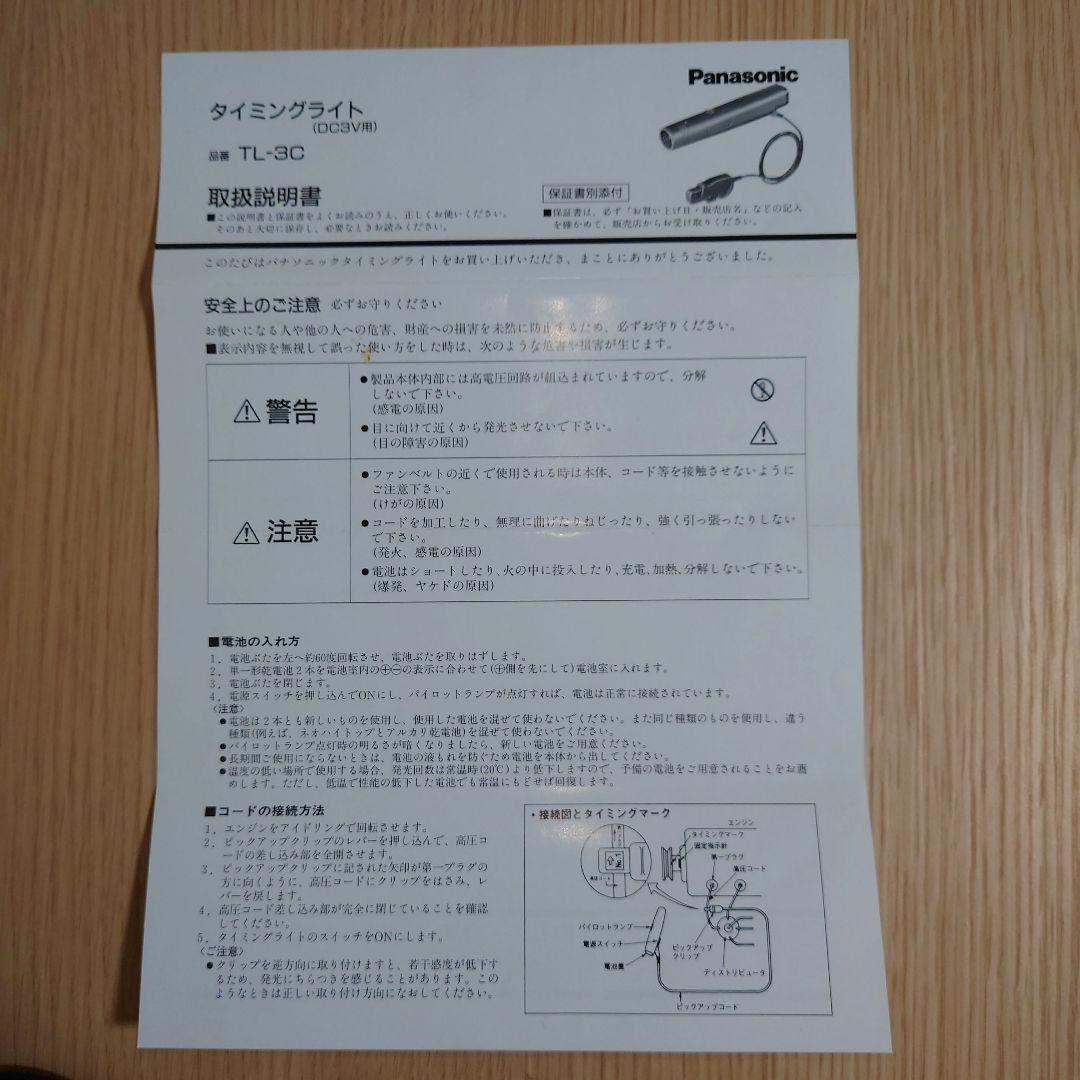 Panasonic
タイミングライト
(DC3V用)
品番 TL-3C
取扱説明書
保証書別添付
■この説明書と保証書をよくお読みのうえ、正しくお使いください。
そのあと大切に保存し、必要なときお読みください。
■保証書は、必ず「お買い上げ日・販売店名」などの記入
を確かめて、販売店からお受け取りください。
このたびはパナソニックタイミングライトをお買い上げいただき、まことにありがとうございました。
安全上のご注意 必ずお守りください
お使いになる人や他の人への危害、財産への損害を未然に防止するため、必ずお守りください。
■表示内容を無視して誤った使い方をした時は、次のような危害や損害が生じます。
⚠警告
●製品本体内部には高電圧回路が組込まれていますので、分解
しないで下さい。
(感電の原因)
●目に向けて近くから発光させないで下さい。
(目の障害の原因)
⚠注意
●ファンベルトの近くで使用される時は本体、コード等を接触させないように
ご注意下さい。
(けがの原因)
●コードを加工したり、無理に曲げたりねじったり、強く引っ張ったりしない
で下さい。
(発火、感電の原因)
●電池はショートしたり、火の中に投入したり、充電、加熱、分解しないで下さい。
(爆発、ヤケドの原因)
■電池の入れ方
1．電池ぶたを左へ約60度回転させ、電池ぶたを取りはずします。
2．単一形乾電池2本を電池室内の⊕⊖の表示に合わせて(⊕側を先にして)電池室に入れます。
3．電池ぶたを閉じます。
4．電源スイッチを押し込んでONにし、パイロットランプが点灯すれば、電池は正常に接続されています。
〈注意〉
●電池は2本とも新しいものを使用し、使用した電池を混ぜて使わないでください。また同じ種類のものを使用し、違う
種類(例えば、ネオハイトップとアルカリ乾電池)を混ぜて使わないでください。
●パイロットランプ点灯時の明るさが暗くなりましたら、新しい電池をご用意ください。
●長期間ご使用にならないときは、電池の液もれを防ぐため電池を本体から出してください。
●温度の低い場所で使用する場合、発光回数は常温時(20℃)より低下しますので、予備の電池をご用意されることをお薦
めします。ただし、低温で性能の低下した電池でも常温にもどせば回復します。
■コードの接続方法
1．エンジンをアイドリングで回転させます。
2．ピックアップクリップのレバーを押し込んで、高圧コ
ードの差し込み部を全開させます。
3．ピックアップクリップに記された矢印が第一プラグの
方に向くように、高圧コードにクリップをはさみ、レ
バーを戻します。
4．高圧コード差し込み部が完全に閉じていることを確認
してください。
5．タイミングライトのスイッチをONにします。
〈ご注意〉
●クリップを逆方向に取り付けますと、若干感度が低下す
るため、発光にちらつきを感じることがあります。この
ようなときは正しい取り付け方向になおしてください。
・接続図とタイミングマーク
エンジン
タイミングマーク
固定指示針
第一プラグ
高圧コード
パイロットランプ
電源スイッチ
電池蓋
ピックアップ
クリップ
ディストリビュータ
ピックアップコード